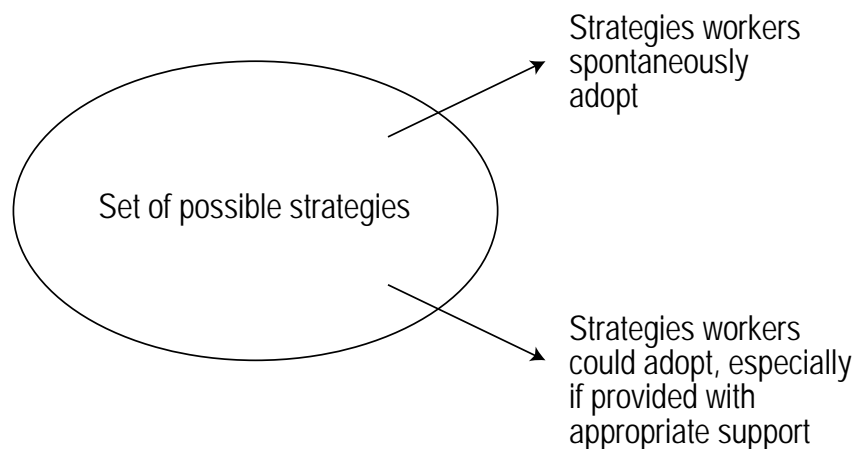 Strategies workers
spontaneously
adopt
Set of possible strategies
Strategies workers
could adopt, especially
if provided with
appropriate support